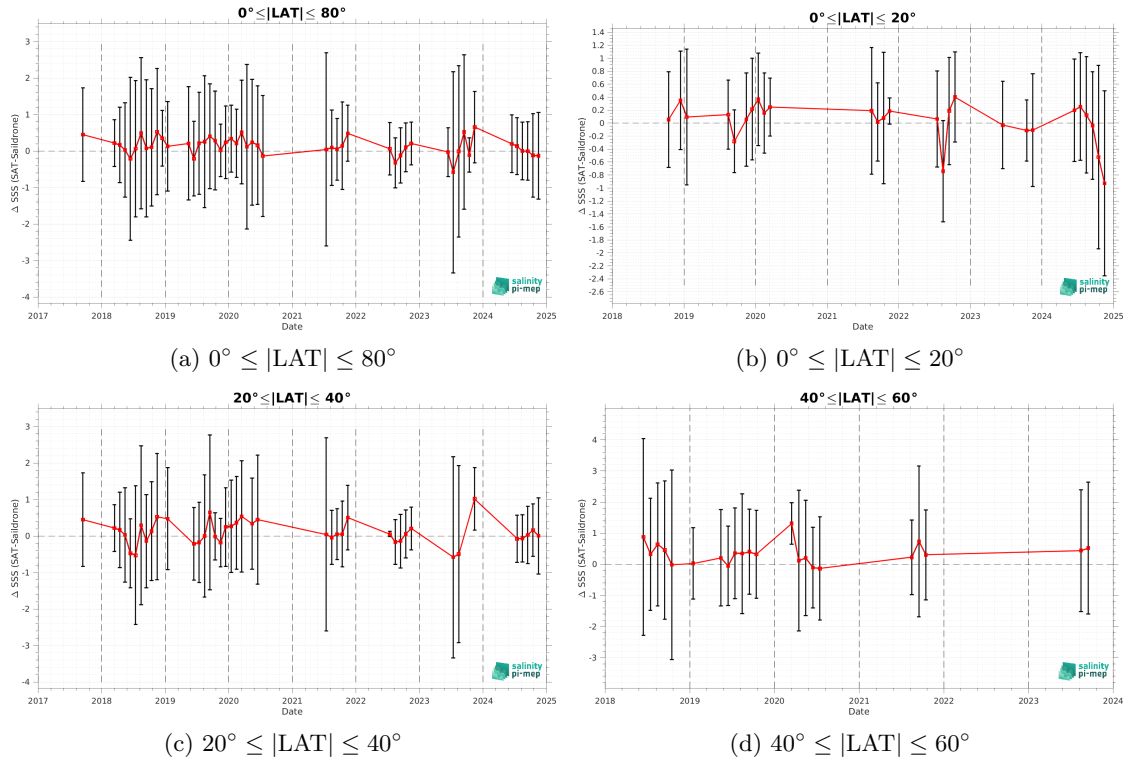 0°≤|LAT|≤ 80°
3
2
1
0
-1
-2
-3
-4
Δ SSS (SAT-Saildrone)
2017 2018 2019 2020 2021 2022 2023 2024 2025
Date
salinity
pi-mep
(a) 0° ≤ |LAT| ≤ 80°
0°≤|LAT|≤ 20°
1.4
1.2
1
0.8
0.6
0.4
0.2
0
-0.2
-0.4
-0.6
-0.8
-1
-1.2
-1.4
-1.6
-1.8
-2
-2.2
-2.4
-2.6
Δ SSS (SAT-Saildrone)
2018 2019 2020 2021 2022 2023 2024 2025
Date
salinity
pi-mep
(b) 0° ≤ |LAT| ≤ 20°
20°≤|LAT|≤ 40°
3
2
1
0
-1
-2
-3
-4
Δ SSS (SAT-Saildrone)
2017 2018 2019 2020 2021 2022 2023 2024 2025
Date
salinity
pi-mep
(c) 20° ≤ |LAT| ≤ 40°
40°≤|LAT|≤ 60°
4
3
2
1
0
-1
-2
-3
Δ SSS (SAT-Saildrone)
2018 2019 2020 2021 2022 2023 2024
Date
salinity
pi-mep
(d) 40° ≤ |LAT| ≤ 60°